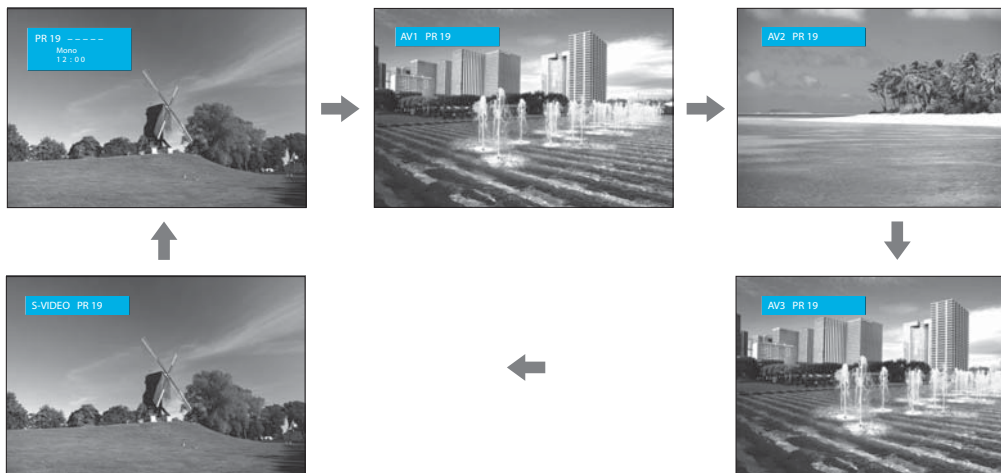 PR 19 – – – – –
Mono
12 : 00
AV1 PR 19
AV2 PR 19
AV3 PR 19
S-VIDEO PR 19